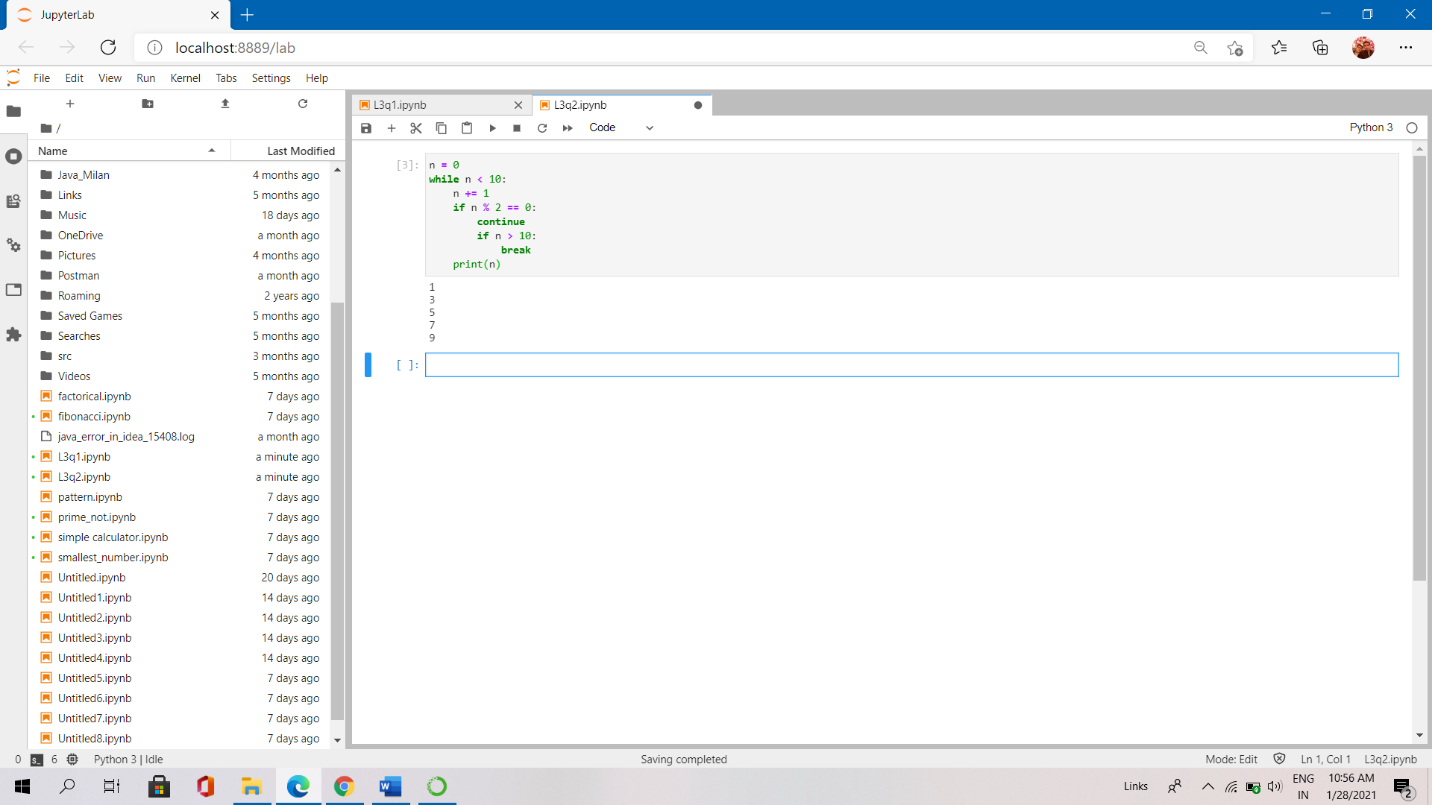 JupyterLab
localhost:8889/lab
File Edit View Run Kernel Tabs Settings Help
/
Name Last Modified
Java_Milan 4 months ago
Links 5 months ago
Music 18 days ago
OneDrive a month ago
Pictures 4 months ago
Postman a month ago
Roaming 2 years ago
Saved Games 5 months ago
Searches 5 months ago
src 3 months ago
Videos 5 months ago
factorical.ipynb 7 days ago
fibonacci.ipynb 7 days ago
java_error_in_idea_15408.log a month ago
L3q1.ipynb a minute ago
L3q2.ipynb a minute ago
pattern.ipynb 7 days ago
prime_not.ipynb 7 days ago
simple calculator.ipynb 7 days ago
smallest_number.ipynb 7 days ago
Untitled.ipynb 20 days ago
Untitled1.ipynb 14 days ago
Untitled2.ipynb 14 days ago
Untitled3.ipynb 14 days ago
Untitled4.ipynb 14 days ago
Untitled5.ipynb 7 days ago
Untitled6.ipynb 7 days ago
Untitled7.ipynb 7 days ago
Untitled8.ipynb 7 days ago
L3q1.ipynb L3q2.ipynb
Code Python 3
[3]: n = 0
while n < 10:
    n += 1
    if n % 2 == 0:
        continue
        if n > 10:
            break
    print(n)
1
3
5
7
9
[ ]:
0 6 Python 3 | Idle Saving completed Mode: Edit Ln 1, Col 1 L3q2.ipynb
Links ENG IN 10:56 AM 1/28/2021 2